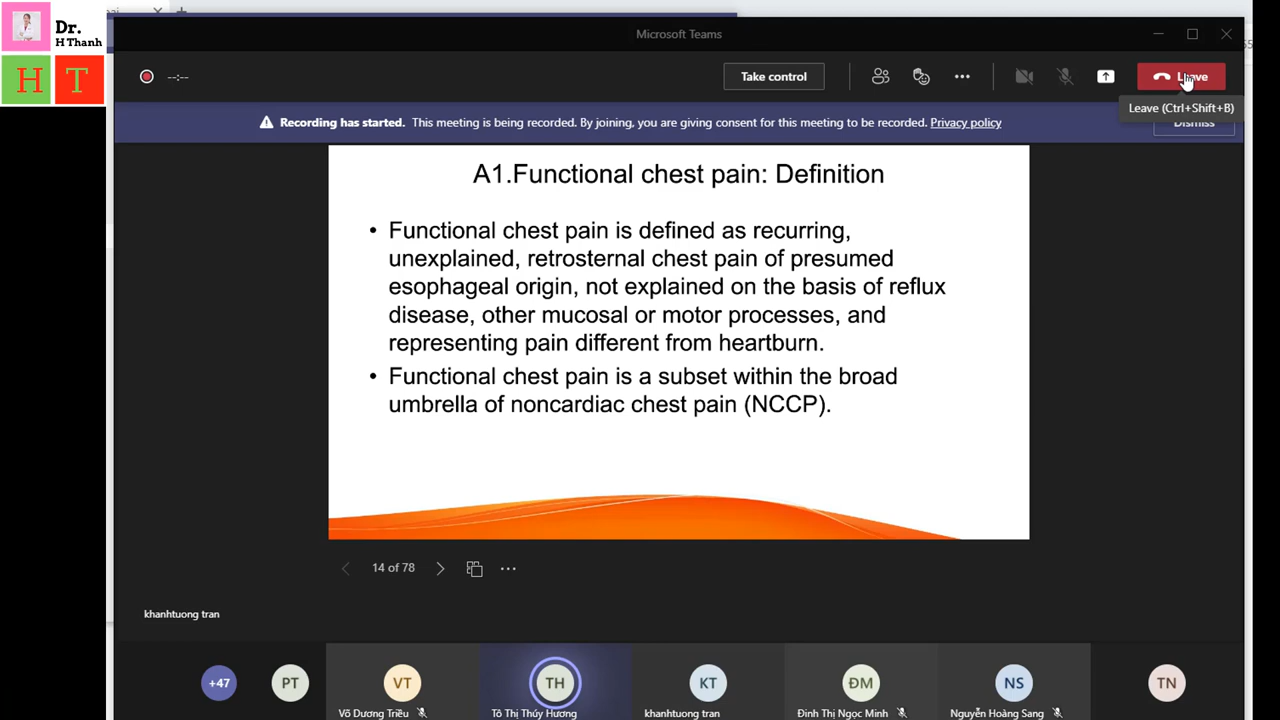 Dr.
H Thanh
H T
Microsoft Teams
--:--
Take control
Leave
Leave (Ctrl+Shift+B)
Recording has started. This meeting is being recorded. By joining, you are giving consent for this meeting to be recorded. Privacy policy
Dismiss
A1.Functional chest pain: Definition
• Functional chest pain is defined as recurring,
unexplained, retrosternal chest pain of presumed
esophageal origin, not explained on the basis of reflux
disease, other mucosal or motor processes, and
representing pain different from heartburn.
• Functional chest pain is a subset within the broad
umbrella of noncardiac chest pain (NCCP).
14 of 78
khanhtuong tran
+47
PT
VT
TH
KT
ĐM
NS
TN
Võ Dương Triều
Tô Thị Thúy Hương
khanhtuong tran
Đinh Thị Ngọc Minh
Nguyễn Hoàng Sang